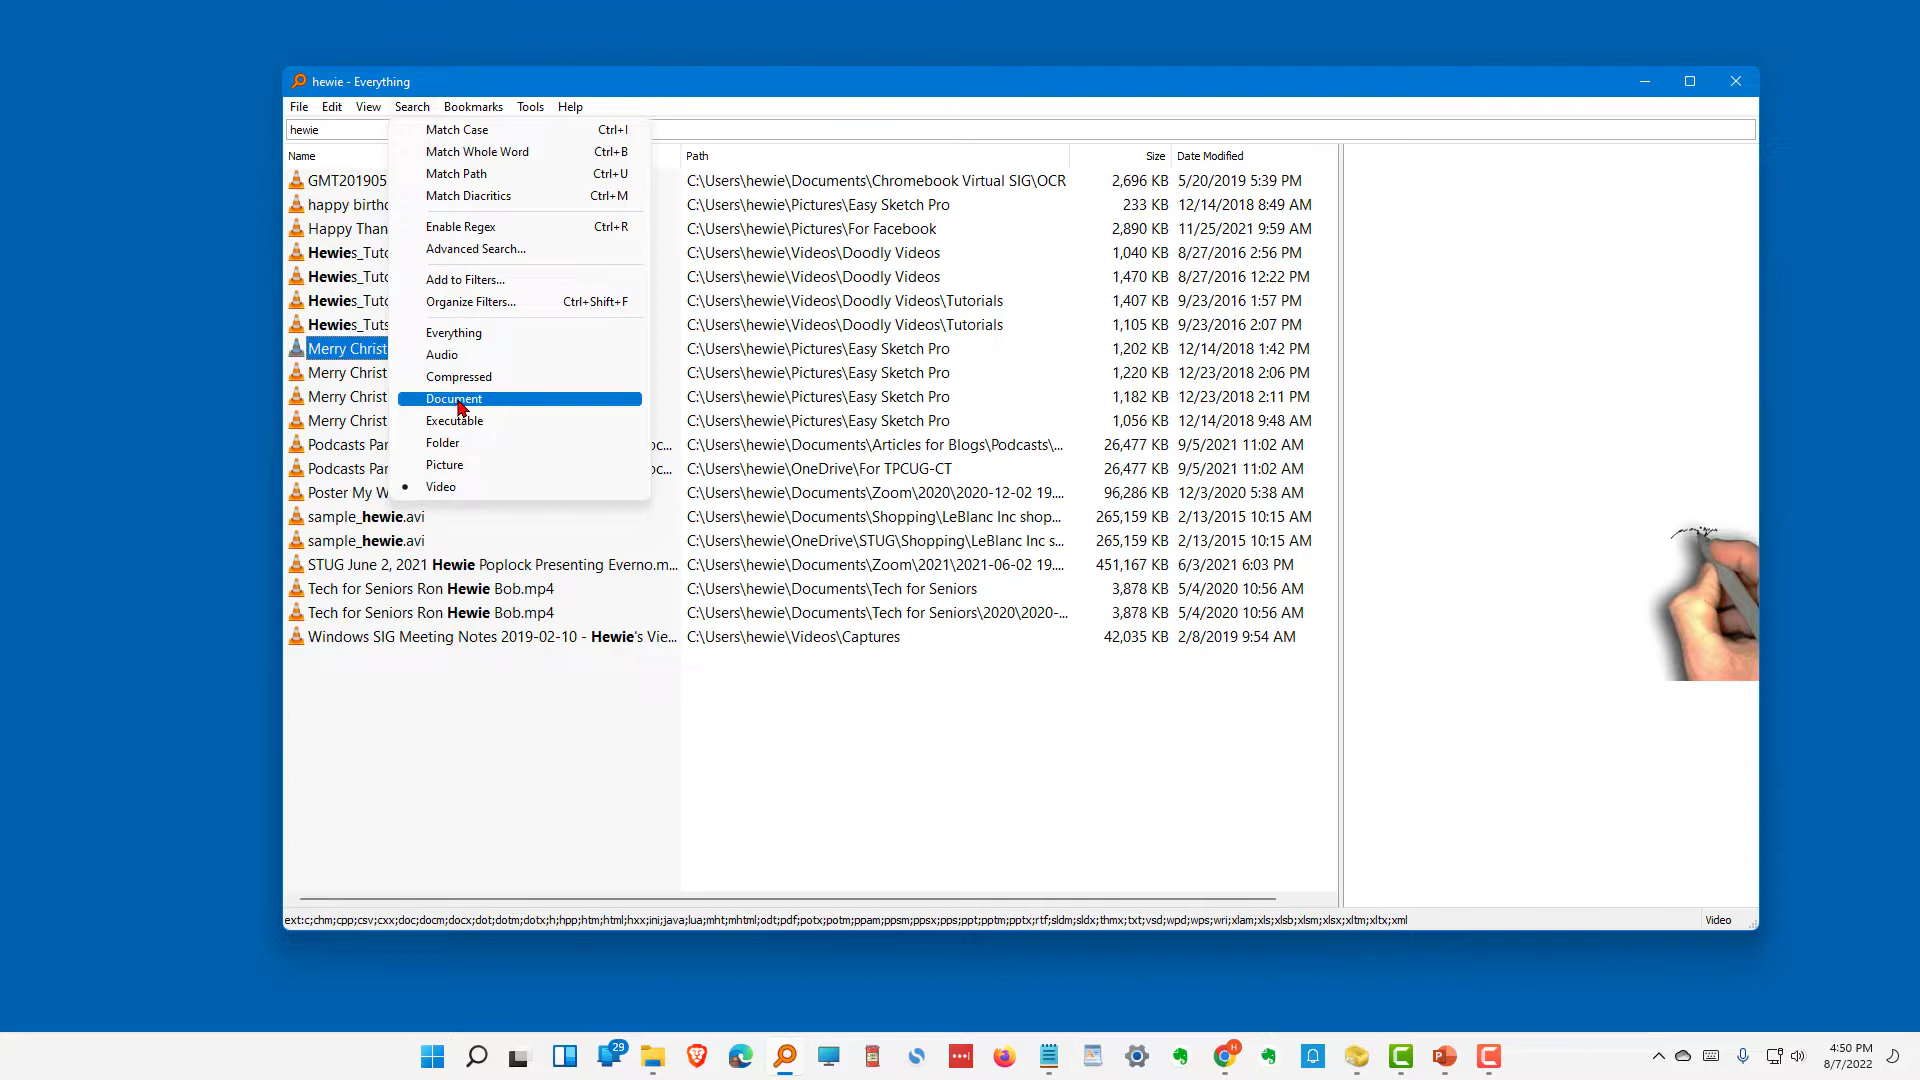 hewie - Everything
File Edit View Search Bookmarks Tools Help
hewie
Name Path Size Date Modified
Match Case Ctrl+I
Match Whole Word Ctrl+B
Match Path Ctrl+U
Match Diacritics Ctrl+M
Enable Regex Ctrl+R
Advanced Search...
Add to Filters...
Organize Filters... Ctrl+Shift+F
Everything
Audio
Compressed
Document
Executable
Folder
Picture
Video
GMT201905 C:\Users\hewie\Documents\Chromebook Virtual SIG\OCR 2,696 KB 5/20/2019 5:39 PM
happy birthd C:\Users\hewie\Pictures\Easy Sketch Pro 233 KB 12/14/2018 8:49 AM
Happy Than C:\Users\hewie\Pictures\For Facebook 2,890 KB 11/25/2021 9:59 AM
Hewies_Tuto C:\Users\hewie\Videos\Doodly Videos 1,040 KB 8/27/2016 2:56 PM
Hewies_Tuto C:\Users\hewie\Videos\Doodly Videos 1,470 KB 8/27/2016 12:22 PM
Hewies_Tuto C:\Users\hewie\Videos\Doodly Videos\Tutorials 1,407 KB 9/23/2016 1:57 PM
Hewies_Tuts C:\Users\hewie\Videos\Doodly Videos\Tutorials 1,105 KB 9/23/2016 2:07 PM
Merry Christ C:\Users\hewie\Pictures\Easy Sketch Pro 1,202 KB 12/14/2018 1:42 PM
Merry Christ C:\Users\hewie\Pictures\Easy Sketch Pro 1,220 KB 12/23/2018 2:06 PM
Merry Christ C:\Users\hewie\Pictures\Easy Sketch Pro 1,182 KB 12/23/2018 2:11 PM
Merry Christ C:\Users\hewie\Pictures\Easy Sketch Pro 1,056 KB 12/14/2018 9:48 AM
Podcasts Par oc... C:\Users\hewie\Documents\Articles for Blogs\Podcasts\... 26,477 KB 9/5/2021 11:02 AM
Podcasts Par oc... C:\Users\hewie\OneDrive\For TPCUG-CT 26,477 KB 9/5/2021 11:02 AM
Poster My W C:\Users\hewie\Documents\Zoom\2020\2020-12-02 19.... 96,286 KB 12/3/2020 5:38 AM
sample_hewie.avi C:\Users\hewie\Documents\Shopping\LeBlanc Inc shop... 265,159 KB 2/13/2015 10:15 AM
sample_hewie.avi C:\Users\hewie\OneDrive\STUG\Shopping\LeBlanc Inc s... 265,159 KB 2/13/2015 10:15 AM
STUG June 2, 2021 Hewie Poplock Presenting Everno.m... C:\Users\hewie\Documents\Zoom\2021\2021-06-02 19.... 451,167 KB 6/3/2021 6:03 PM
Tech for Seniors Ron Hewie Bob.mp4 C:\Users\hewie\Documents\Tech for Seniors 3,878 KB 5/4/2020 10:56 AM
Tech for Seniors Ron Hewie Bob.mp4 C:\Users\hewie\Documents\Tech for Seniors\2020\2020-... 3,878 KB 5/4/2020 10:56 AM
Windows SIG Meeting Notes 2019-02-10 - Hewie's Vie... C:\Users\hewie\Videos\Captures 42,035 KB 2/8/2019 9:54 AM
ext:c;chm;cpp;csv;cxx;doc;docm;docx;dot;dotm;dotx;h;hpp;htm;html;hxx;ini;java;lua;mht;mhtml;odt;pdf;potx;potm;ppam;ppsm;ppsx;pps;ppt;pptm;pptx;rtf;sldm;sldx;thmx;txt;vsd;wpd;wps;wri;xlam;xls;xlsb;xlsm;xlsx;xltm;xltx;xml Video
29
H
4:50 PM
8/7/2022